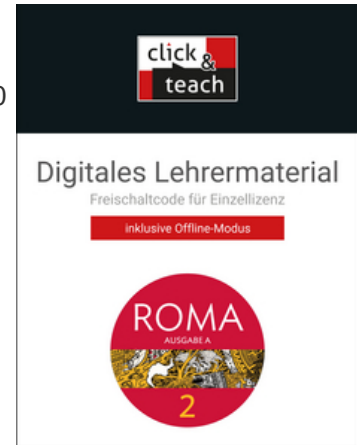 click &
teach
Digitales Lehrermaterial
Freischaltcode für Einzellizenz
inklusive Offline-Modus
ROMA
AUSGABE A
2